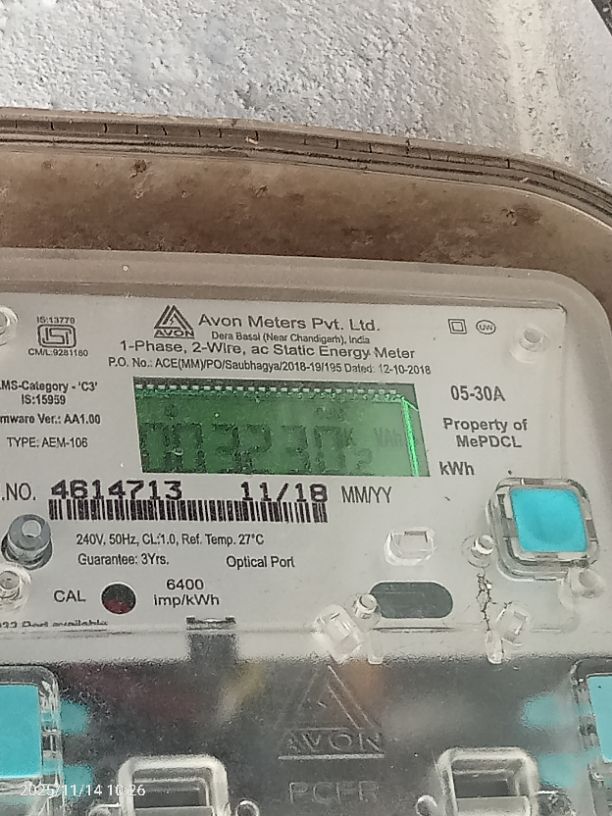 IS:13779
CM/L:9281160
AVON
Avon Meters Pvt. Ltd.
Dera Bassi (Near Chandigarh), India
1-Phase, 2-Wire, ac Static Energy Meter
P.O. No.: ACE(MM)/PO/Saubhagya/2018-19/195 Dated: 12-10-2018
LMS-Category - 'C3'
IS:15959
mware Ver.: AA1.00
TYPE: AEM-106
UW
05-30A
Property of
MePDCL
kWh
.NO. 4614713 11/18 MM/YY
240V, 50Hz, CL:1.0, Ref. Temp. 27°C
Guarantee: 3Yrs. Optical Port
CAL
6400
imp/kWh
AVON
2025/11/14 10:26